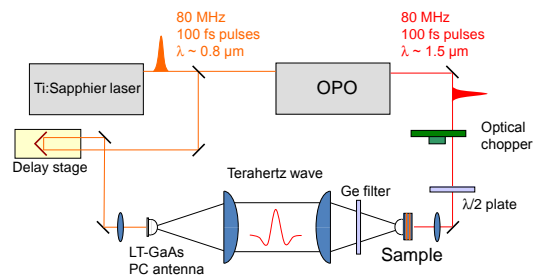 80 MHz
100 fs pulses
λ ~ 0.8 µm
80 MHz
100 fs pulses
λ ~ 1.5 µm
Ti:Sapphier laser
OPO
Optical
chopper
Delay stage
Terahertz wave
Ge filter
λ/2 plate
LT-GaAs
PC antenna
Sample